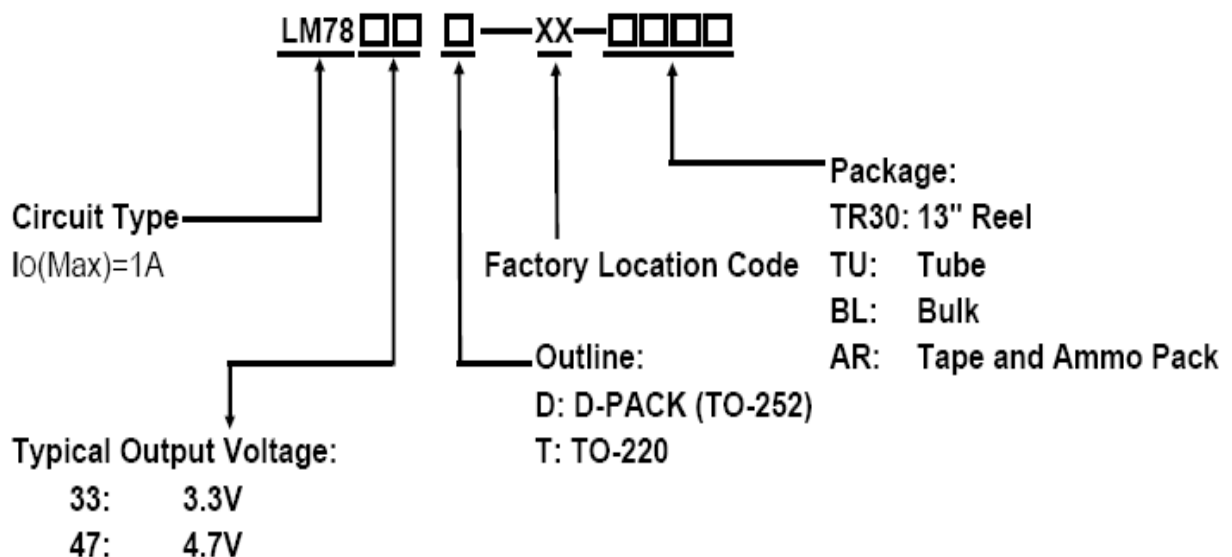 LM78□□ □—XX—□□□□
Circuit Type
IO(Max)=1A
Typical Output Voltage:
33: 3.3V
47: 4.7V
Outline:
D: D-PACK (TO-252)
T: TO-220
Factory Location Code
Package:
TR30: 13" Reel
TU: Tube
BL: Bulk
AR: Tape and Ammo Pack